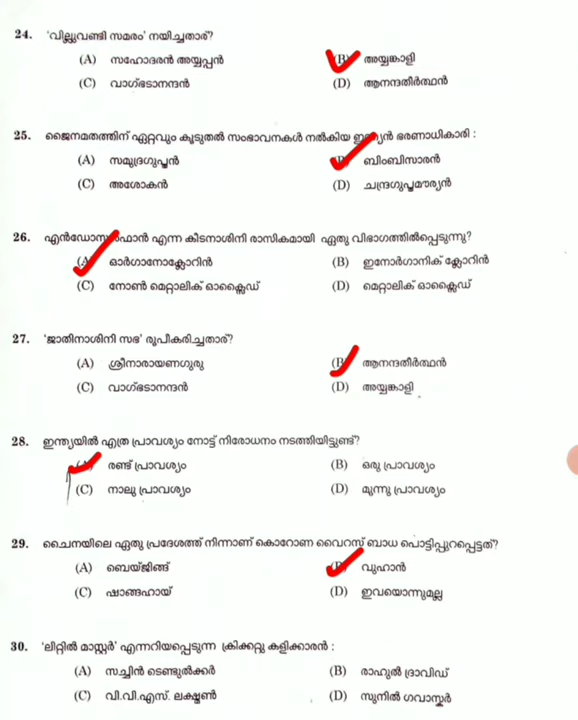 24. 'വില്ലുവണ്ടി സമരം' നയിച്ചതാര്?
(A) സഹോദരൻ അയ്യപ്പൻ (B) അയ്യങ്കാളി
(C) വാഗ്ഭടാനന്ദൻ (D) ആനന്ദതീർത്ഥൻ
25. ജൈനമതത്തിന് ഏറ്റവും കൂടുതൽ സംഭാവനകൾ നൽകിയ ഇന്ത്യൻ ഭരണാധികാരി :
(A) സമുദ്രഗുപ്തൻ (B) ബിംബിസാരൻ
(C) അശോകൻ (D) ചന്ദ്രഗുപ്തമൗര്യൻ
26. എൻഡോസൾഫാൻ എന്ന കീടനാശിനി രാസികമായി ഏതു വിഭാഗത്തിൽപ്പെടുന്നു?
(A) ഓർഗാനോക്ലോറിൻ (B) ഇനോർഗാനിക് ക്ലോറിൻ
(C) നോൺ മെറ്റാലിക് ഓക്സൈഡ് (D) മെറ്റാലിക് ഓക്സൈഡ്
27. 'ജാതിനാശിനി സഭ' രൂപീകരിച്ചതാര്?
(A) ശ്രീനാരായണഗുരു (B) ആനന്ദതീർത്ഥൻ
(C) വാഗ്ഭടാനന്ദൻ (D) അയ്യങ്കാളി
28. ഇന്ത്യയിൽ എത്ര പ്രാവശ്യം നോട്ട് നിരോധനം നടത്തിയിട്ടുണ്ട്?
(A) രണ്ട് പ്രാവശ്യം (B) ഒരു പ്രാവശ്യം
(C) നാലു പ്രാവശ്യം (D) മൂന്നു പ്രാവശ്യം
29. ചൈനയിലെ ഏതു പ്രദേശത്ത് നിന്നാണ് കൊറോണ വൈറസ് ബാധ പൊട്ടിപ്പുറപ്പെട്ടത്?
(A) ബെയ്ജിങ്ങ് (B) വുഹാൻ
(C) ഷാങ്ങഹായ് (D) ഇവയൊന്നുമല്ല
30. 'ലിറ്റിൽ മാസ്റ്റർ' എന്നറിയപ്പെടുന്ന ക്രിക്കറ്റു കളിക്കാരൻ :
(A) സച്ചിൻ ടെണ്ടുൽക്കർ (B) രാഹുൽ ദ്രാവിഡ്
(C) വി.വി.എസ്. ലക്ഷ്മൺ (D) സുനിൽ ഗവാസ്കർ